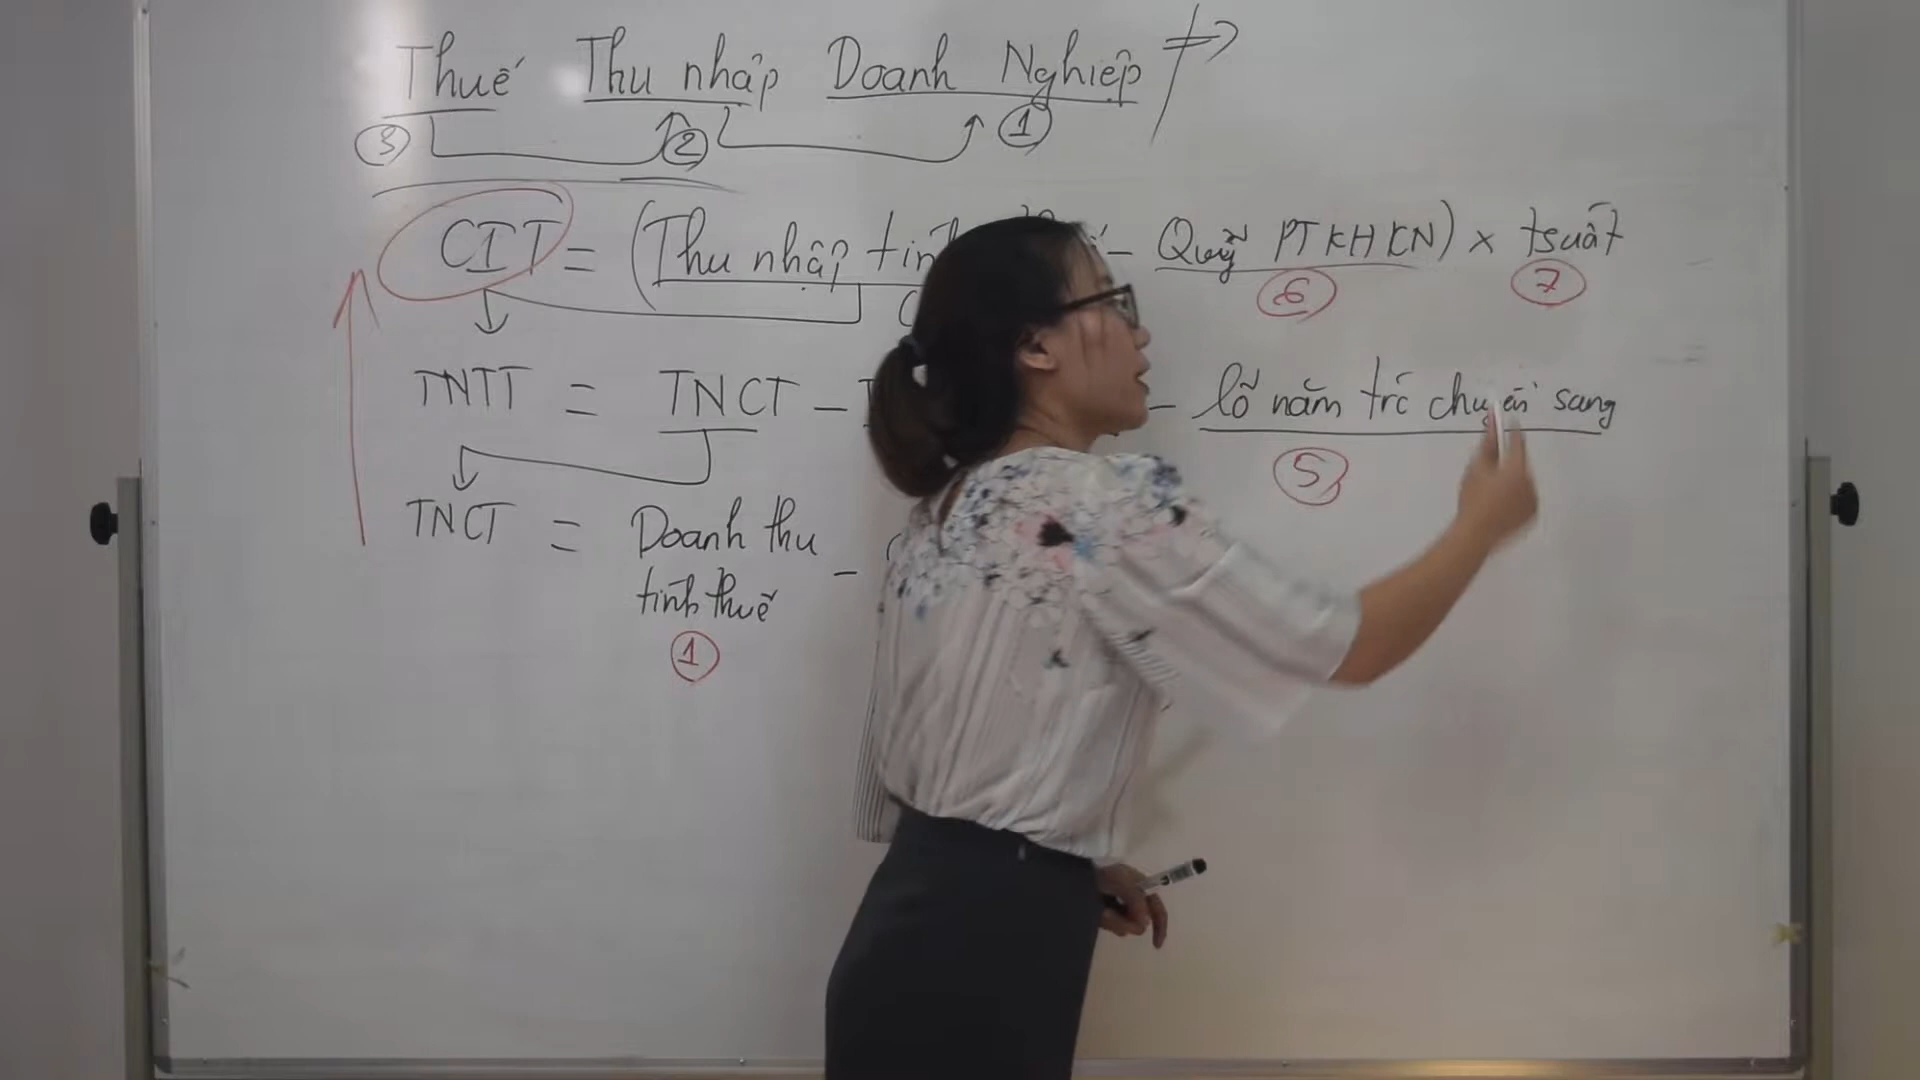 Thuế Thu nhập Doanh Nghiệp
3 2 1
CIT = (Thu nhập - Quỹ PTKHCN) × tsuất
6 7
TNTT = TNCT - - lỗ năm trc chuyển sang
5
TNCT = Doanh thu -
tính thuế
1